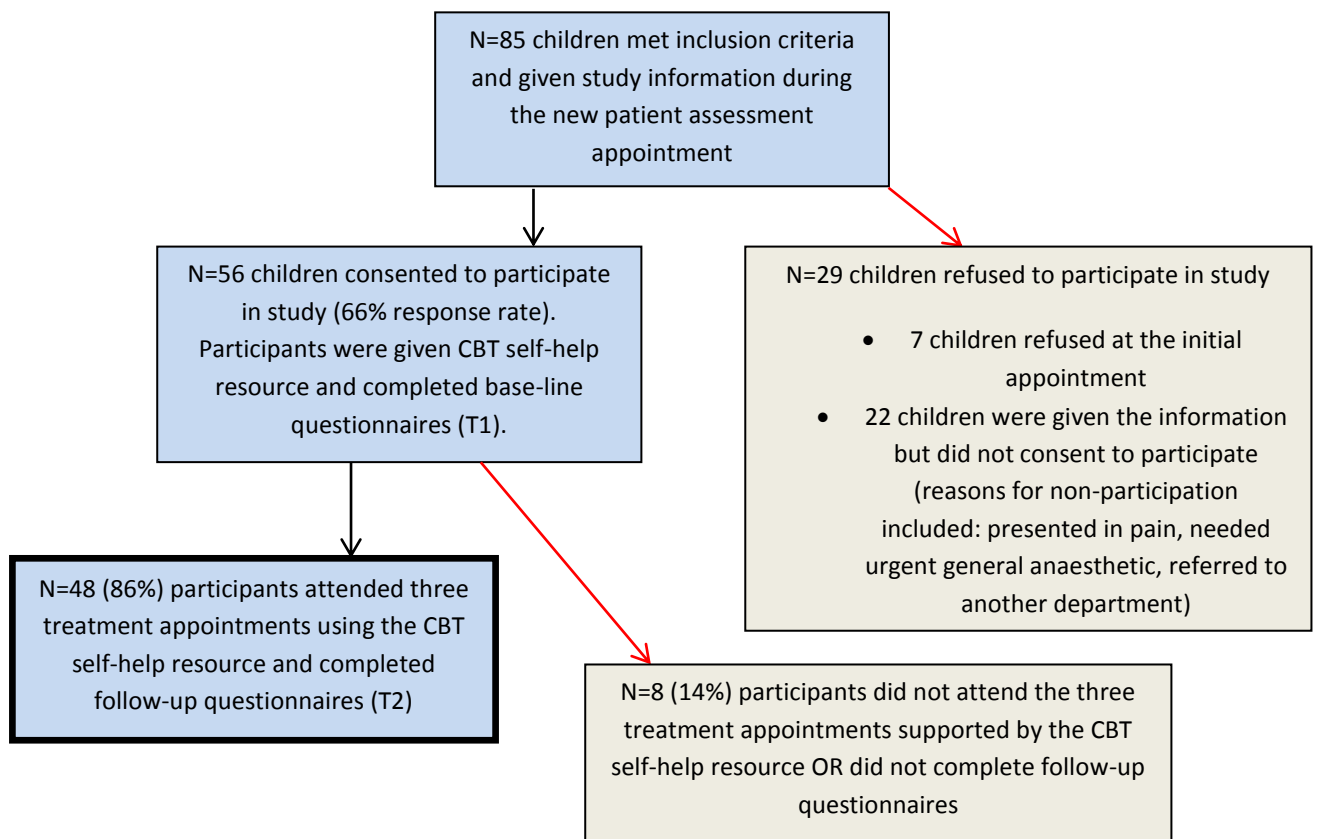 N=85 children met inclusion criteria
and given study information during
the new patient assessment
appointment
N=56 children consented to participate
in study (66% response rate).
Participants were given CBT self-help
resource and completed base-line
questionnaires (T1).
N=29 children refused to participate in study
• 7 children refused at the initial
appointment
• 22 children were given the information
but did not consent to participate
(reasons for non-participation
included: presented in pain, needed
urgent general anaesthetic, referred to
another department)
N=48 (86%) participants attended three
treatment appointments using the CBT
self-help resource and completed
follow-up questionnaires (T2)
N=8 (14%) participants did not attend the three
treatment appointments supported by the CBT
self-help resource OR did not complete follow-up
questionnaires